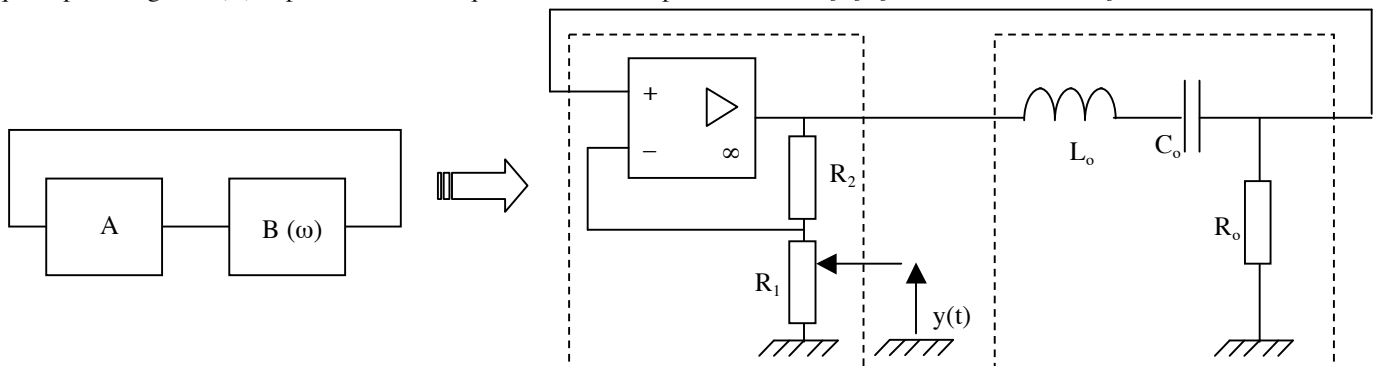 +
−
∞
R₂
R₁
y(t)
Lₒ
Cₒ
Rₒ
A
B (ω)